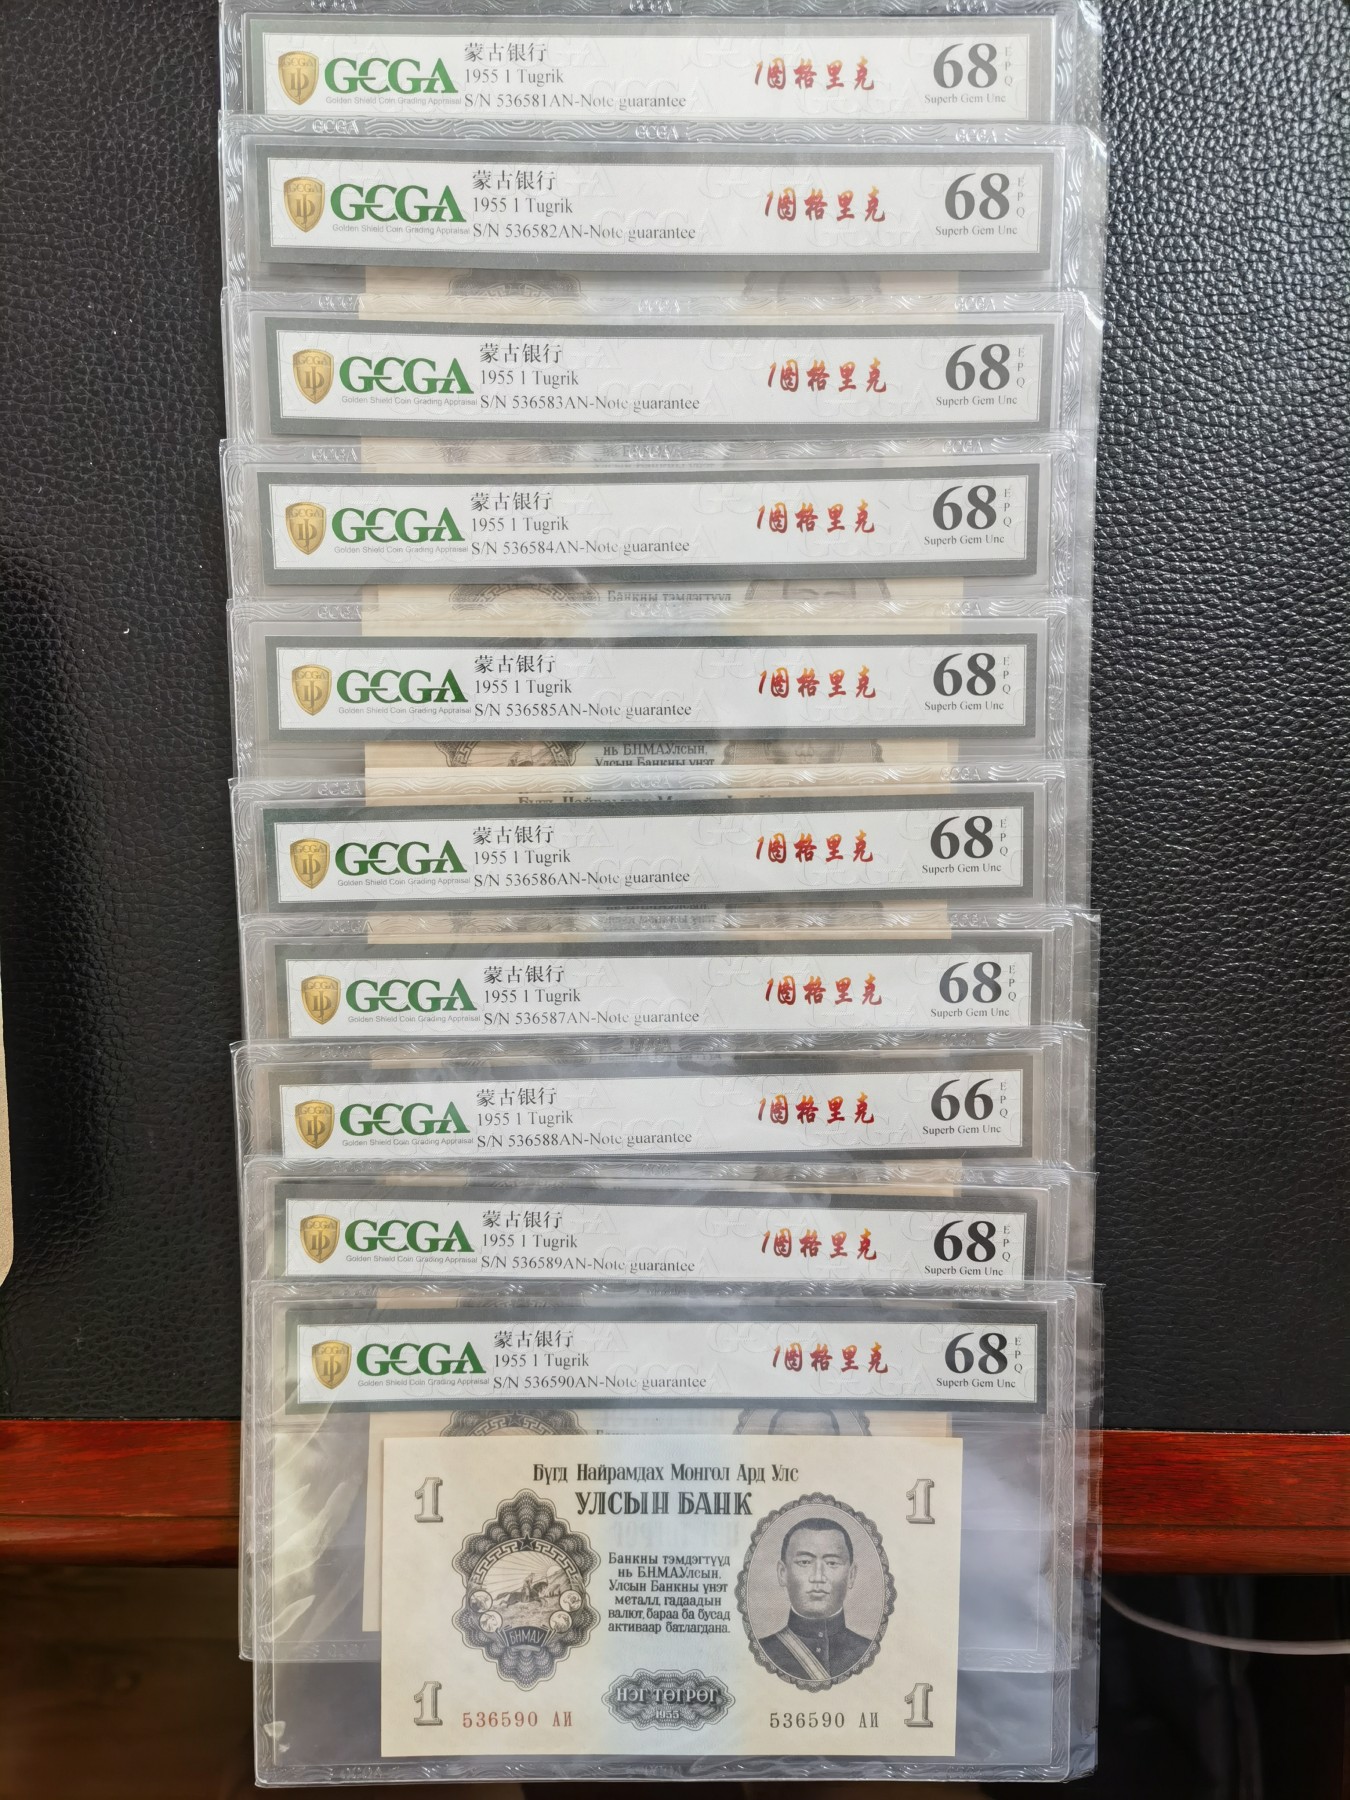 GCGA
Golden Shield Coin Grading Appraisal
蒙古银行
1955 1 Tugrik
S/N 536581AN-Note guarantee
1图格里克
68
EPQ
Superb Gem Unc
GCGA GCGA GCGA
GCGA
Golden Shield Coin Grading Appraisal
蒙古银行
1955 1 Tugrik
S/N 536582AN-Note guarantee
1图格里克
68
EPQ
Superb Gem Unc
GCGA
Golden Shield Coin Grading Appraisal
蒙古银行
1955 1 Tugrik
S/N 536583AN-Note guarantee
1图格里克
68
EPQ
Superb Gem Unc
GCGA
Golden Shield Coin Grading Appraisal
蒙古银行
1955 1 Tugrik
S/N 536584AN-Note guarantee
1图格里克
68
EPQ
Superb Gem Unc
Банкны тэмдэгтүүд
GCGA
Golden Shield Coin Grading Appraisal
蒙古银行
1955 1 Tugrik
S/N 536585AN-Note guarantee
1图格里克
68
EPQ
Superb Gem Unc
нь Б.Н.М.А.Улсын,
Улсын Банкны үнэт
GCGA
Golden Shield Coin Grading Appraisal
蒙古银行
1955 1 Tugrik
S/N 536586AN-Note guarantee
1图格里克
68
EPQ
Superb Gem Unc
GCGA
Golden Shield Coin Grading Appraisal
蒙古银行
1955 1 Tugrik
S/N 536587AN-Note guarantee
1图格里克
68
EPQ
Superb Gem Unc
GCGA
Golden Shield Coin Grading Appraisal
蒙古银行
1955 1 Tugrik
S/N 536588AN-Note guarantee
1图格里克
66
EPQ
Superb Gem Unc
GCGA
Golden Shield Coin Grading Appraisal
蒙古银行
1955 1 Tugrik
S/N 536589AN-Note guarantee
1图格里克
68
EPQ
Superb Gem Unc
GCGA
Golden Shield Coin Grading Appraisal
蒙古银行
1955 1 Tugrik
S/N 536590AN-Note guarantee
1图格里克
68
EPQ
Superb Gem Unc
Бүгд Найрамдах Монгол Ард Улс
УЛСЫН БАНК
1 1
Банкны тэмдэгтүүд
нь Б.Н.М.А.Улсын,
Улсын Банкны үнэт
металл, гадаадын
валют, бараа ба бусад
активаар батлагдана.
БНМАУ
НЭГ ТӨГРӨГ
1955
1 536590 АИ 536590 АИ 1